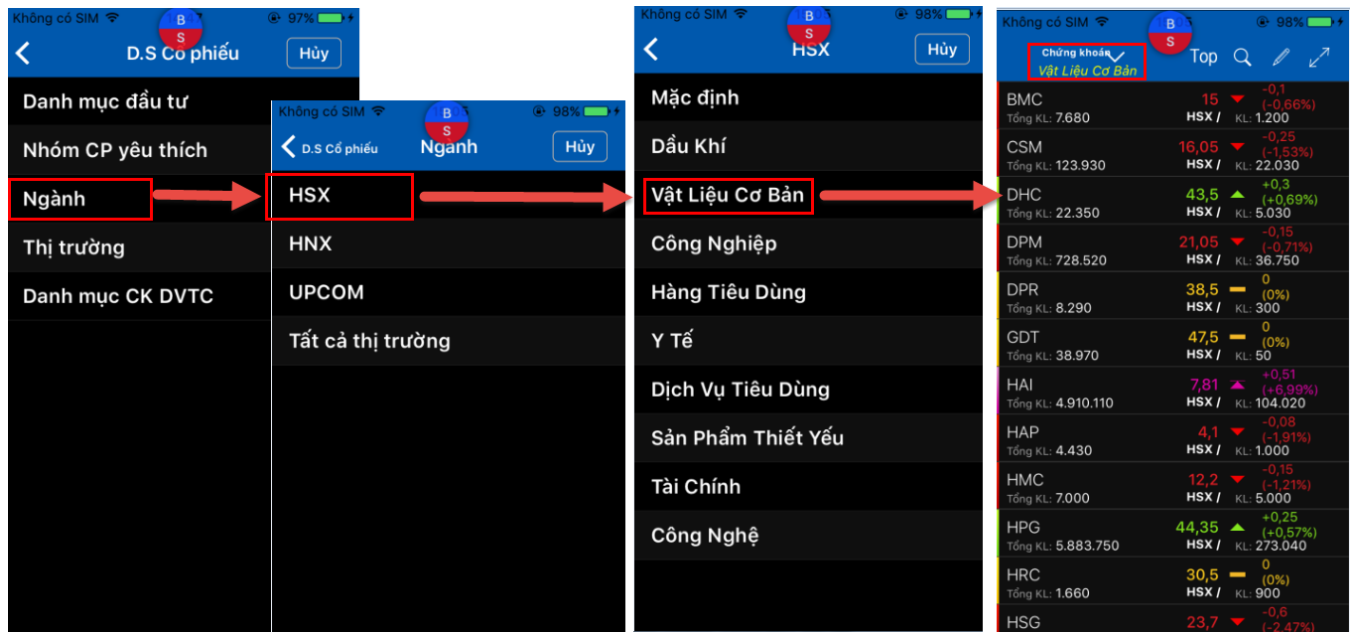 Không có SIM
97%
B
S
D.S Cổ phiếu
Hủy
Danh mục đầu tư
Nhóm CP yêu thích
Ngành
Thị trường
Danh mục CK DVTC
Không có SIM
98%
B
S
D.S Cổ phiếu
Ngành
Hủy
HSX
HNX
UPCOM
Tất cả thị trường
Không có SIM
98%
B
S
HSX
Hủy
Mặc định
Dầu Khí
Vật Liệu Cơ Bản
Công Nghiệp
Hàng Tiêu Dùng
Y Tế
Dịch Vụ Tiêu Dùng
Sản Phẩm Thiết Yếu
Tài Chính
Công Nghệ
Không có SIM
98%
B
S
Chứng khoán
Vật Liệu Cơ Bản
Top
BMC 15 -0,1
(-0,66%)
Tổng KL: 7.680 HSX / KL: 1.200
CSM 16,05 -0,25
(-1,53%)
Tổng KL: 123.930 HSX / KL: 22.030
DHC 43,5 +0,3
(+0,69%)
Tổng KL: 22.350 HSX / KL: 5.030
DPM 21,05 -0,15
(-0,71%)
Tổng KL: 728.520 HSX / KL: 36.750
DPR 38,5 0
(0%)
Tổng KL: 8.290 HSX / KL: 300
GDT 47,5 0
(0%)
Tổng KL: 38.970 HSX / KL: 50
HAI 7,81 +0,51
(+6,99%)
Tổng KL: 4.910.110 HSX / KL: 104.020
HAP 4,1 -0,08
(-1,91%)
Tổng KL: 4.430 HSX / KL: 1.000
HMC 12,2 -0,15
(-1,21%)
Tổng KL: 7.000 HSX / KL: 5.000
HPG 44,35 +0,25
(+0,57%)
Tổng KL: 5.883.750 HSX / KL: 273.040
HRC 30,5 0
(0%)
Tổng KL: 1.660 HSX / KL: 900
HSG 23,7 -0,6
(-2,47%)